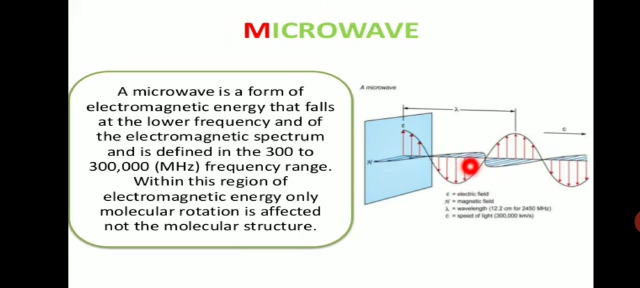 MICROWAVE
A microwave is a form of
electromagnetic energy that falls
at the lower frequency and of
the electromagnetic spectrum
and is defined in the 300 to
300,000 (MHz) frequency range.
Within this region of
electromagnetic energy only
molecular rotation is affected
not the molecular structure.
A microwave
λ
ε
c
H
ε = electric field
H = magnetic field
λ = wavelength (12.2 cm for 2450 MHz)
c = speed of light (300,000 km/s)